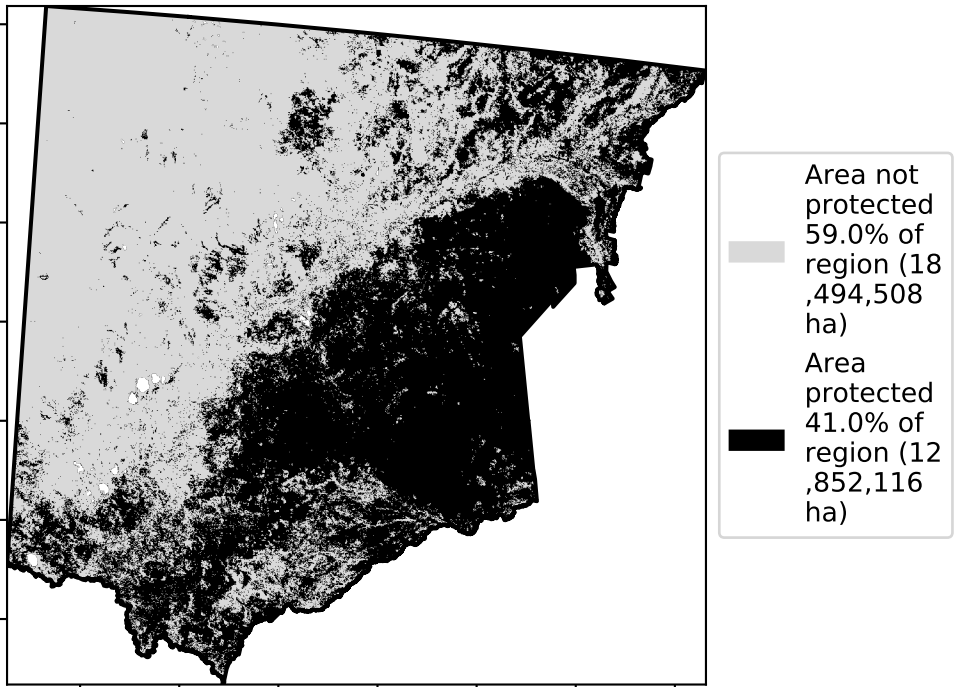 Area not
protected
59.0% of
region (18
,494,508
ha)
Area
protected
41.0% of
region (12
,852,116
ha)